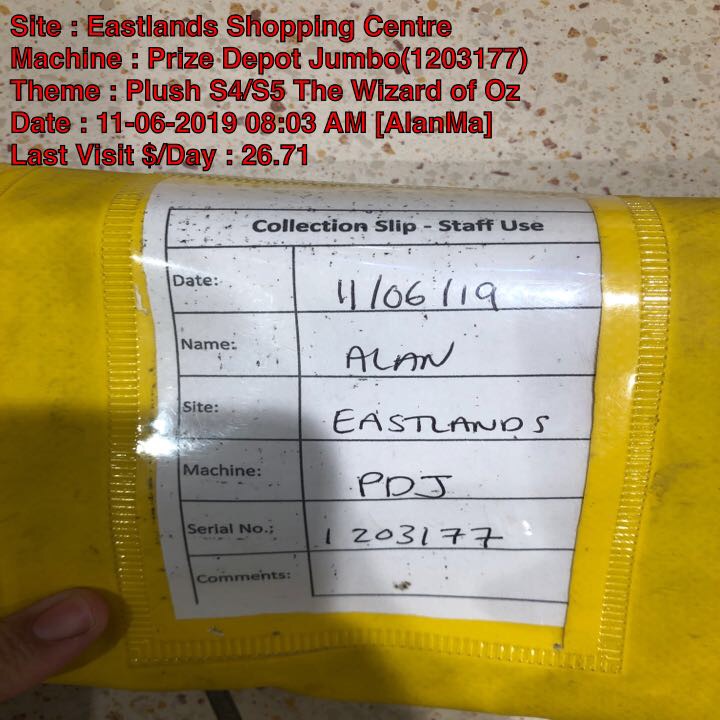 Site : Eastlands Shopping Centre
Machine : Prize Depot Jumbo(1203177)
Theme : Plush S4/S5 The Wizard of Oz
Date : 11-06-2019 08:03 AM [AlanMa]
Last Visit $/Day : 26.71
Collection Slip - Staff Use
Date: 11/06/19
Name: ALAN
Site: EASTLANDS
Machine: PDJ
Serial No.: 1203177
Comments: